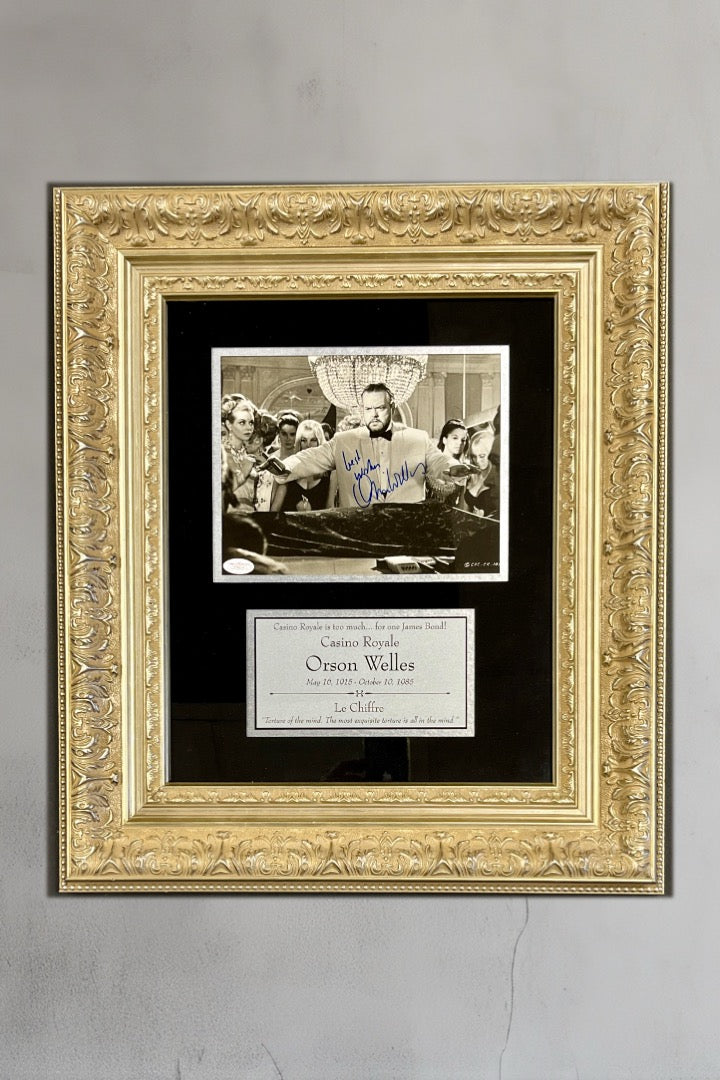 best
wishes
Orson Welles
Casino Royale is too much... for one James Bond!
Casino Royale
Orson Welles
May 16, 1915 - October 10, 1985
Le Chiffre
"Torture of the mind. The most exquisite torture is all in the mind."